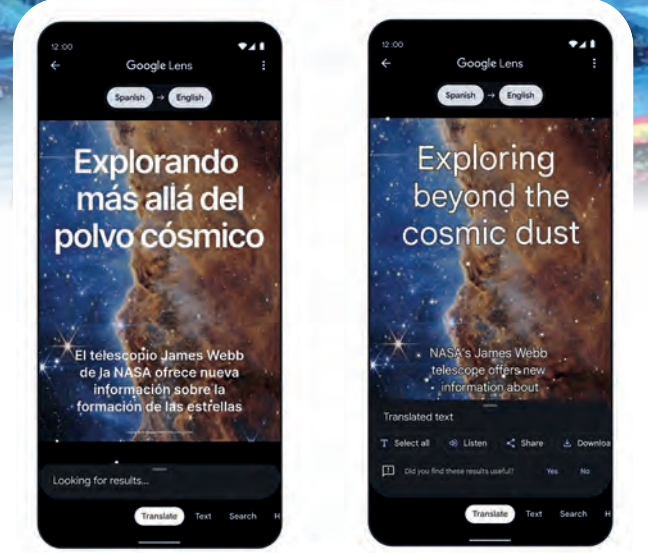 12:00
Google Lens
Spanish → English
Explorando
más allá del
polvo cósmico
El telescopio James Webb
de la NASA ofrece nueva
información sobre la
formación de las estrellas
Looking for results...
Translate Text Search H
12:00
Google Lens
Spanish → English
Exploring
beyond the
cosmic dust
NASA's James Webb
telescope offers new
information about
Translated text
Select all Listen Share Downloa
Did you find these results useful? Yes No
Translate Text Search H